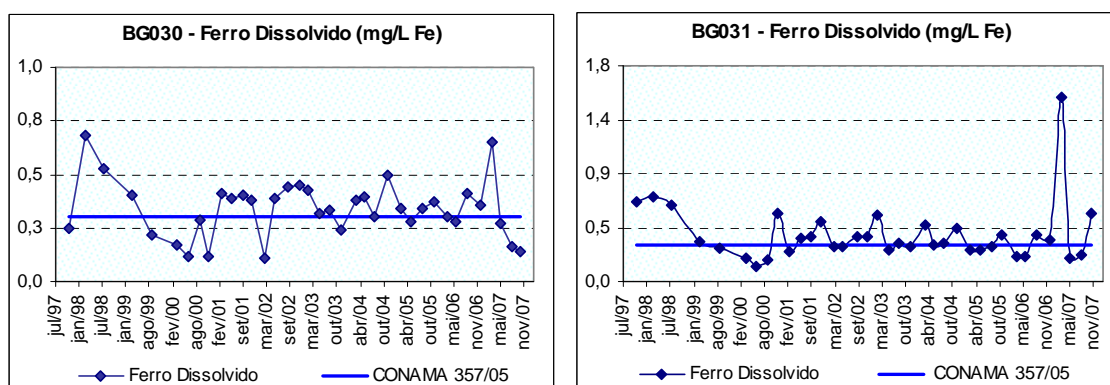 BG030 - Ferro Dissolvido (mg/L Fe)
1,0
0,8
0,5
0,3
0,0
jul/97
jan/98
jul/98
jan/99
ago/99
fev/00
ago/00
fev/01
set/01
mar/02
set/02
mar/03
out/03
abr/04
out/04
abr/05
out/05
mai/06
nov/06
mai/07
nov/07
Ferro Dissolvido
CONAMA 357/05
BG031 - Ferro Dissolvido (mg/L Fe)
1,8
1,4
0,9
0,5
0,0
jul/97
jan/98
jul/98
jan/99
ago/99
fev/00
ago/00
fev/01
set/01
mar/02
set/02
mar/03
out/03
abr/04
out/04
abr/05
out/05
mai/06
nov/06
mai/07
nov/07
Ferro Dissolvido
CONAMA 357/05